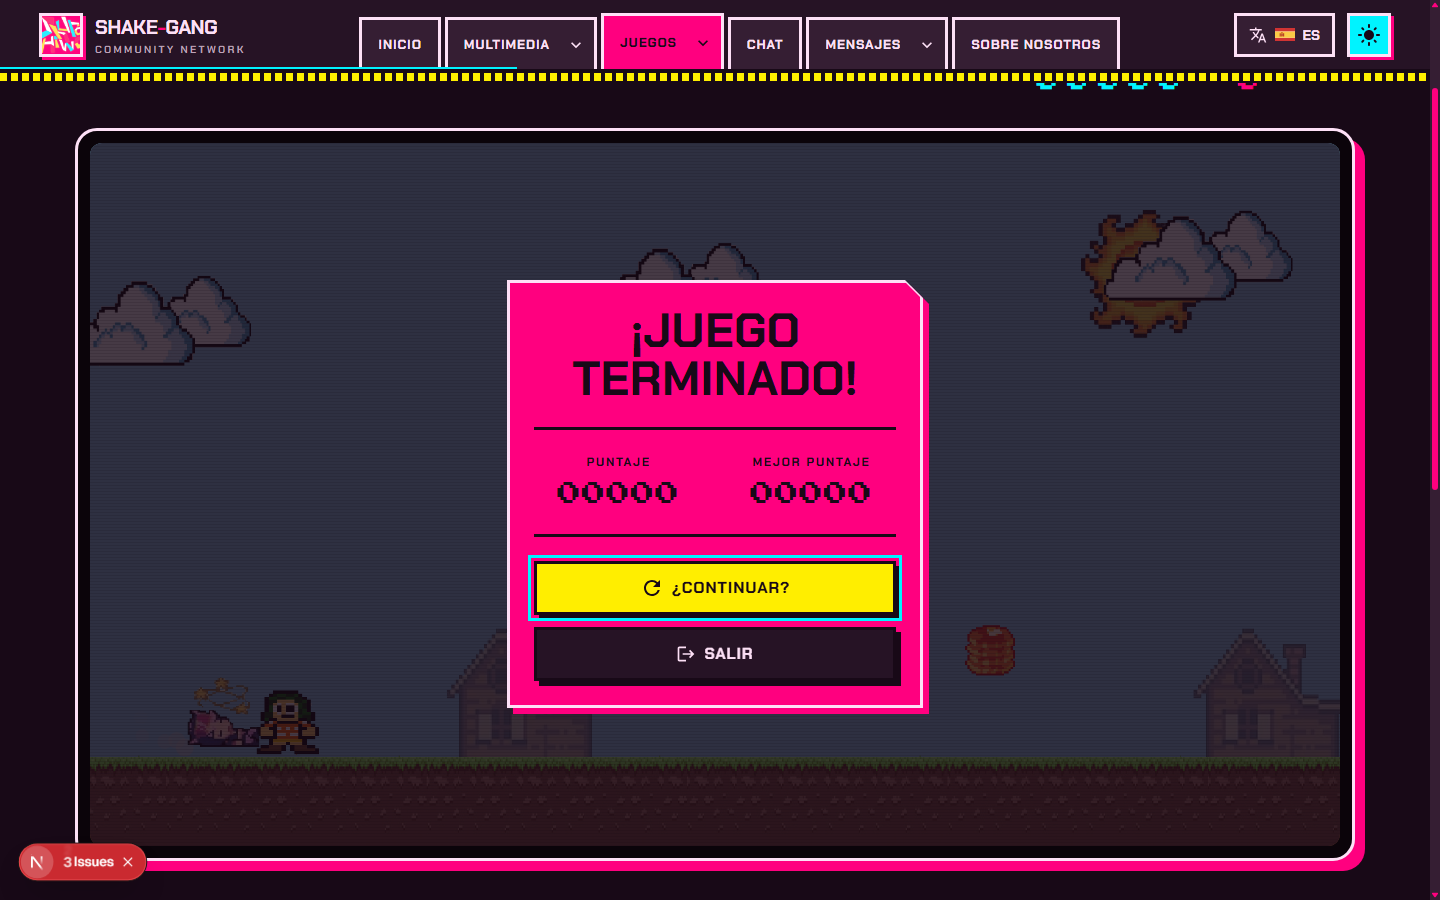 SHAKE-GANG
COMMUNITY NETWORK
INICIO
MULTIMEDIA
JUEGOS
CHAT
MENSAJES
SOBRE NOSOTROS
ES
¡JUEGO
TERMINADO!
PUNTAJE
MEJOR PUNTAJE
00000
00000
¿CONTINUAR?
SALIR
N
3 Issues